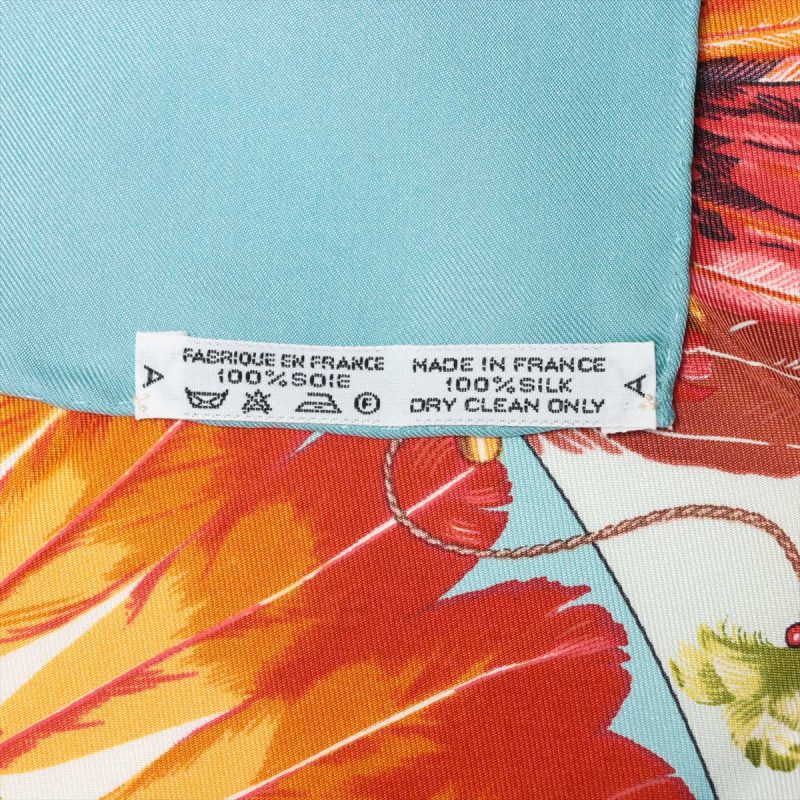 A
FABRIQUE EN FRANCE
100% SOIE
F
MADE IN FRANCE
100% SILK
DRY CLEAN ONLY
A